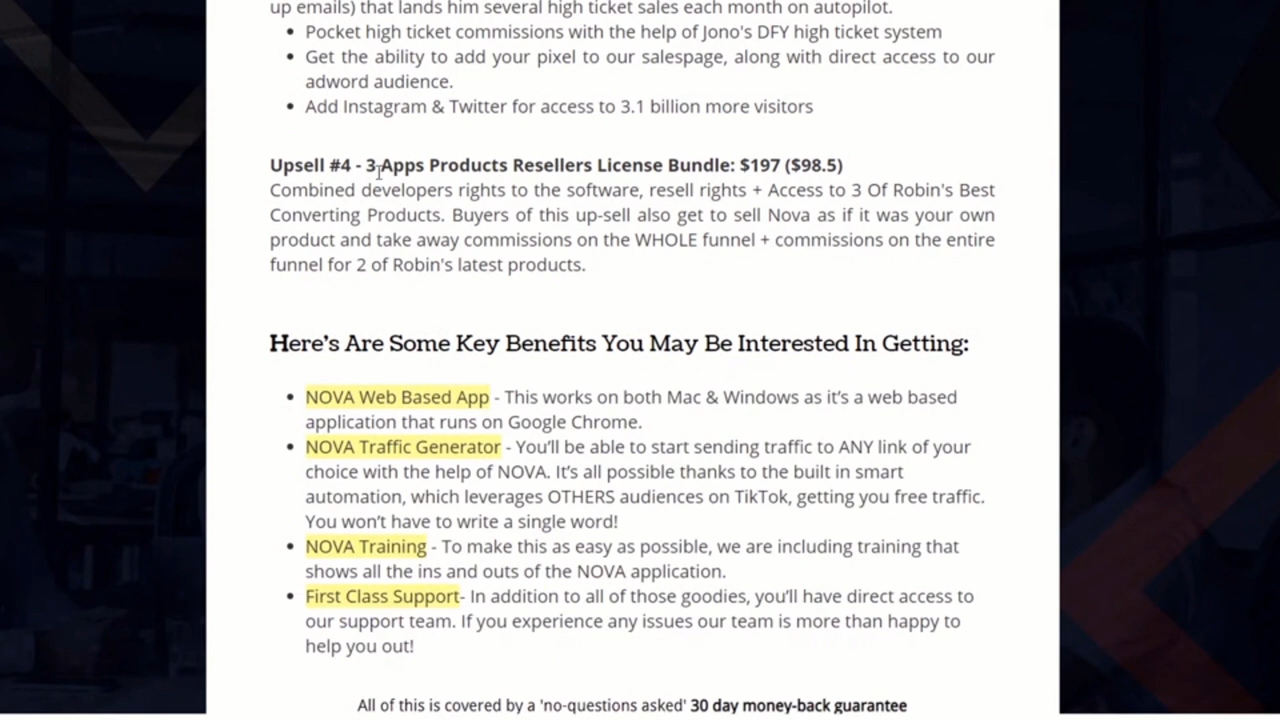 up emails) that lands him several high ticket sales each month on autopilot.
• Pocket high ticket commissions with the help of Jono's DFY high ticket system
• Get the ability to add your pixel to our salespage, along with direct access to our
adword audience.
• Add Instagram & Twitter for access to 3.1 billion more visitors
Upsell #4 - 3 Apps Products Resellers License Bundle: $197 ($98.5)
Combined developers rights to the software, resell rights + Access to 3 Of Robin's Best
Converting Products. Buyers of this up-sell also get to sell Nova as if it was your own
product and take away commissions on the WHOLE funnel + commissions on the entire
funnel for 2 of Robin's latest products.
Here's Are Some Key Benefits You May Be Interested In Getting:
• NOVA Web Based App - This works on both Mac & Windows as it's a web based
application that runs on Google Chrome.
• NOVA Traffic Generator - You'll be able to start sending traffic to ANY link of your
choice with the help of NOVA. It's all possible thanks to the built in smart
automation, which leverages OTHERS audiences on TikTok, getting you free traffic.
You won't have to write a single word!
• NOVA Training - To make this as easy as possible, we are including training that
shows all the ins and outs of the NOVA application.
• First Class Support- In addition to all of those goodies, you'll have direct access to
our support team. If you experience any issues our team is more than happy to
help you out!
All of this is covered by a 'no-questions asked' 30 day money-back guarantee